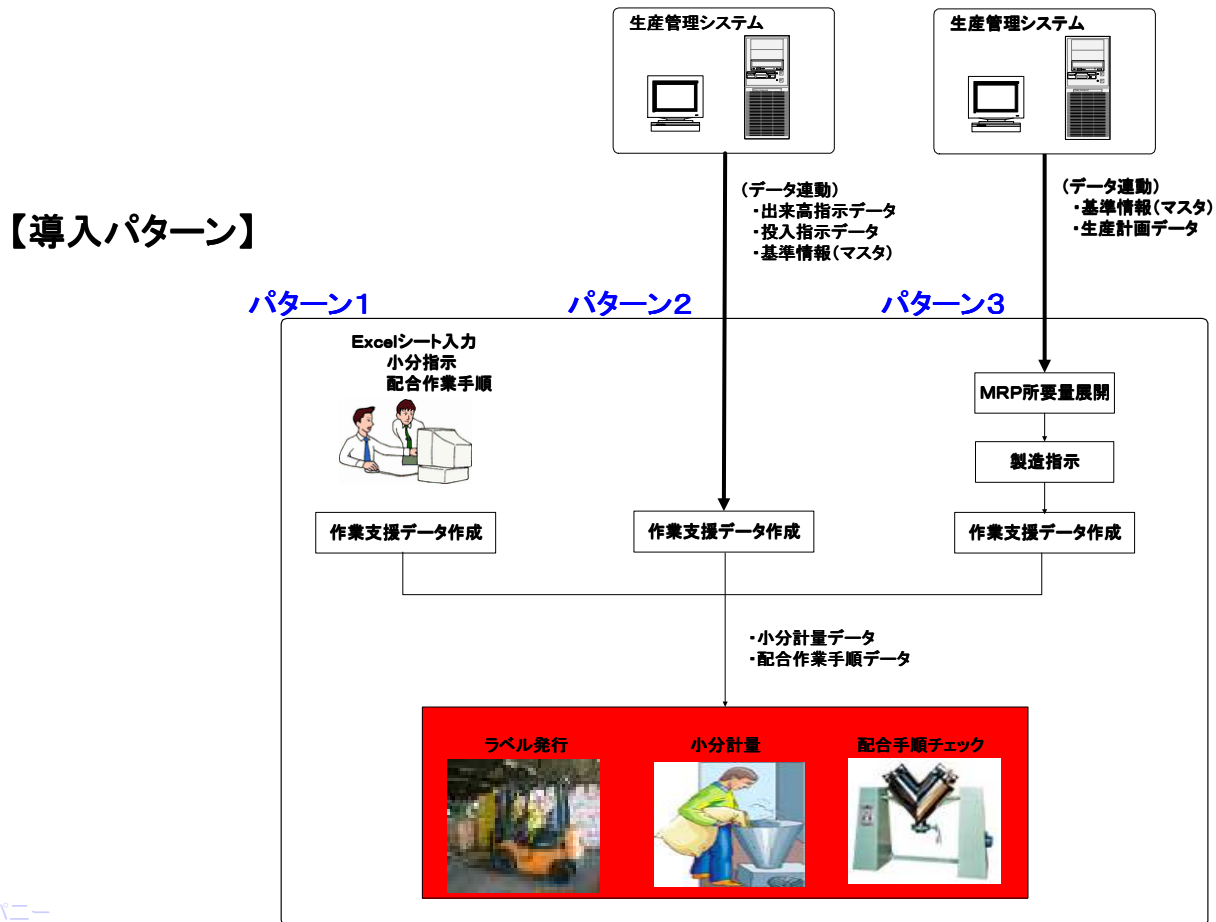 生産管理システム
生産管理システム
(データ連動)
・出来高指示データ
・投入指示データ
・基準情報(マスタ)
(データ連動)
・基準情報(マスタ)
・生産計画データ
【導入パターン】
パターン1
パターン2
パターン3
Excelシート入力
小分指示
配合作業手順
MRP所要量展開
製造指示
作業支援データ作成
作業支援データ作成
作業支援データ作成
・小分計量データ
・配合作業手順データ
ラベル発行
小分計量
配合手順チェック
パニー